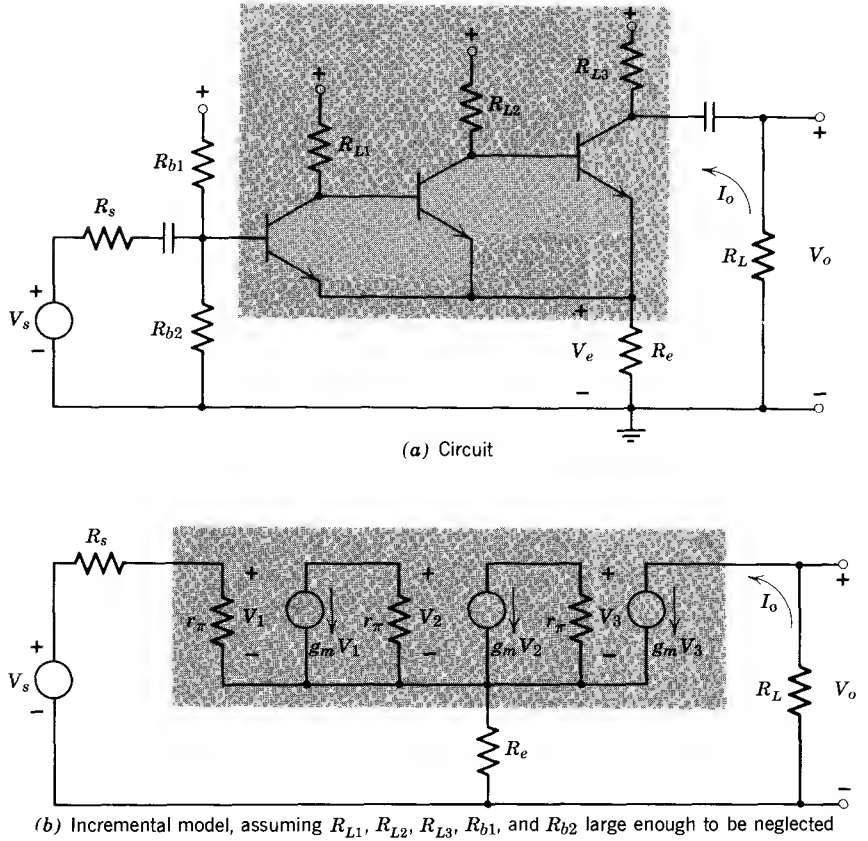 +
+
+
+
R_{L3}
R_{L2}
R_{L1}
R_{b1}
+
I_o
R_s
R_L
V_o
+
V_s
R_{b2}
+
−
V_e
R_e
−
−
(a) Circuit
R_s
+
+
+
+
I_o
r_π
V_1
r_π
V_2
r_π
V_3
+
−
g_mV_1
−
g_mV_2
−
g_mV_3
V_s
R_L
V_o
−
R_e
−
(b) Incremental model, assuming R_{L1}, R_{L2}, R_{L3}, R_{b1}, and R_{b2} large enough to be neglected